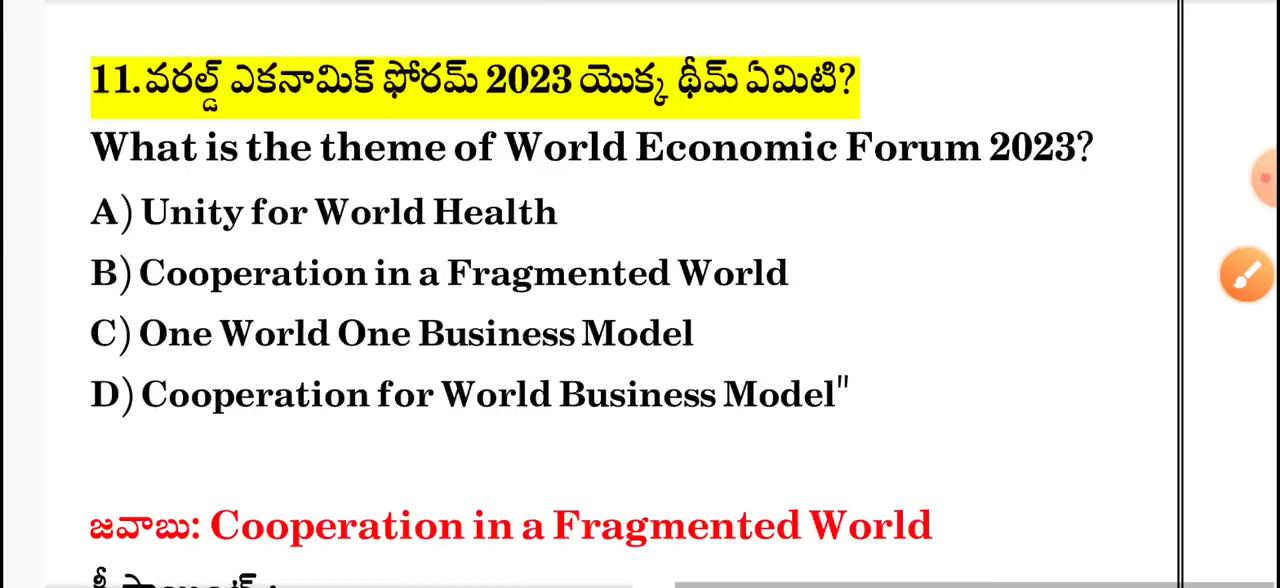 11.వరల్డ్ ఎకనామిక్ ఫోరమ్ 2023 యొక్క థీమ్ ఏమిటి?
What is the theme of World Economic Forum 2023?
A) Unity for World Health
B) Cooperation in a Fragmented World
C) One World One Business Model
D) Cooperation for World Business Model"
జవాబు: Cooperation in a Fragmented World